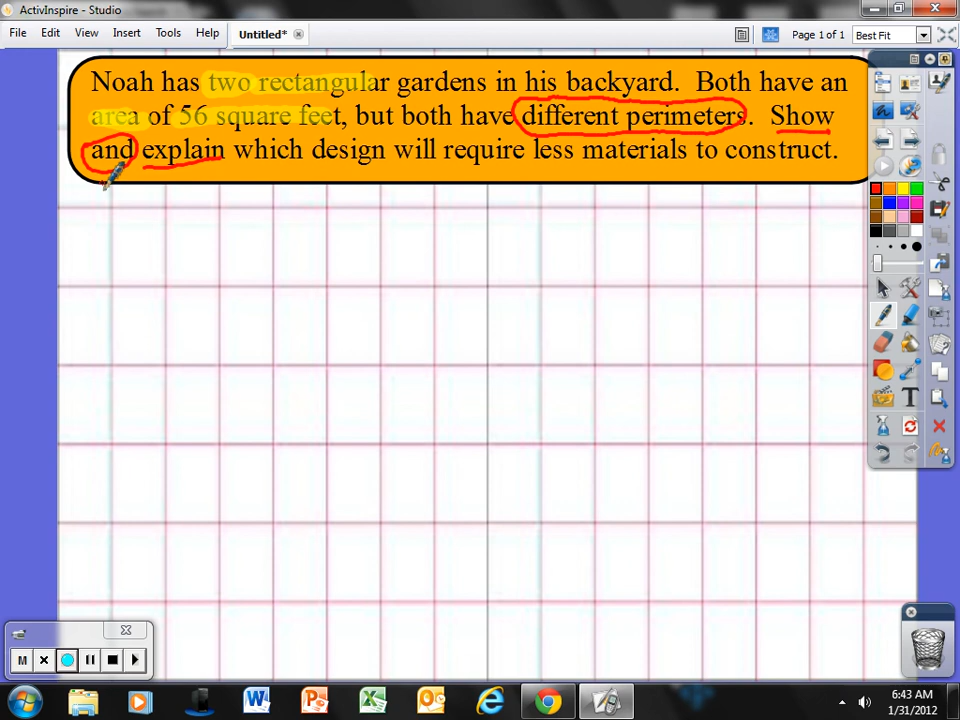 ActivInspire - Studio
File Edit View Insert Tools Help Untitled* Page 1 of 1 Best Fit
Noah has two rectangular gardens in his backyard. Both have an
area of 56 square feet, but both have different perimeters. Show
and explain which design will require less materials to construct.
T
M
W P X O
6:43 AM
1/31/2012